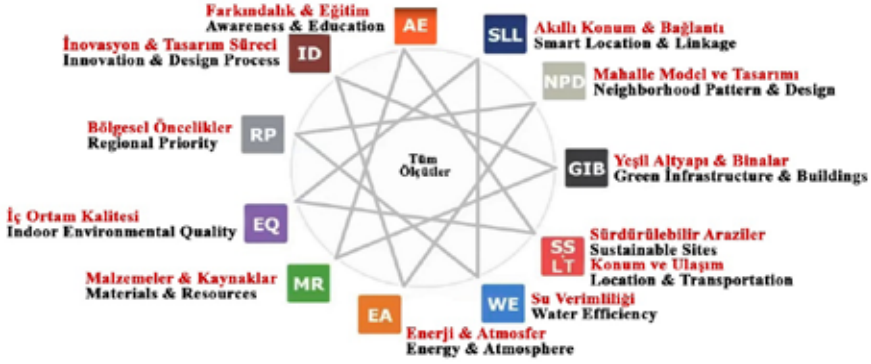 Farkındalık & Eğitim
Awareness & Education
AE
SLL
Akıllı Konum & Bağlantı
Smart Location & Linkage
İnovasyon & Tasarım Süreci
Innovation & Design Process
ID
NPD
Mahalle Model ve Tasarımı
Neighborhood Pattern & Design
Bölgesel Öncelikler
Regional Priority
RP
Tüm
Ölçütler
GIB
Yeşil Altyapı & Binalar
Green İnfrastructure & Buildings
İç Ortam Kalitesi
Indoor Environmental Quality
EQ
SS
LT
Sürdürülebilir Araziler
Sustainable Sites
Konum ve Ulaşım
Location & Transportation
Malzemeler & Kaynaklar
Materials & Resources
MR
WE
Su Verimliliği
Water Efficiency
EA
Enerji & Atmosfer
Energy & Atmosphere